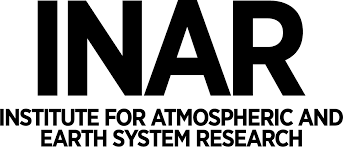 INAR
INSTITUTE FOR ATMOSPHERIC AND
EARTH SYSTEM RESEARCH